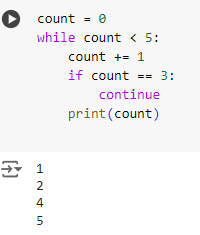 count = 0
while count < 5:
    count += 1
    if count == 3:
        continue
    print(count)
1
2
4
5